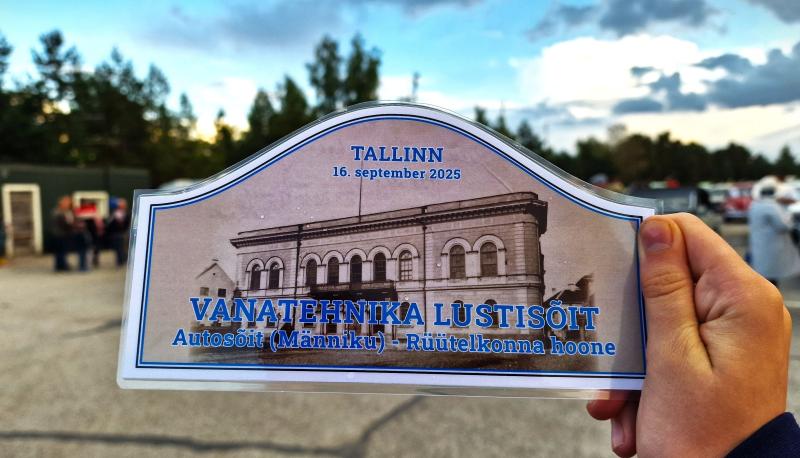 TALLINN
16. september 2025
VANATEHNIKA LUSTISÕIT
Autosõit (Männiku) - Rüütelkonna hoone